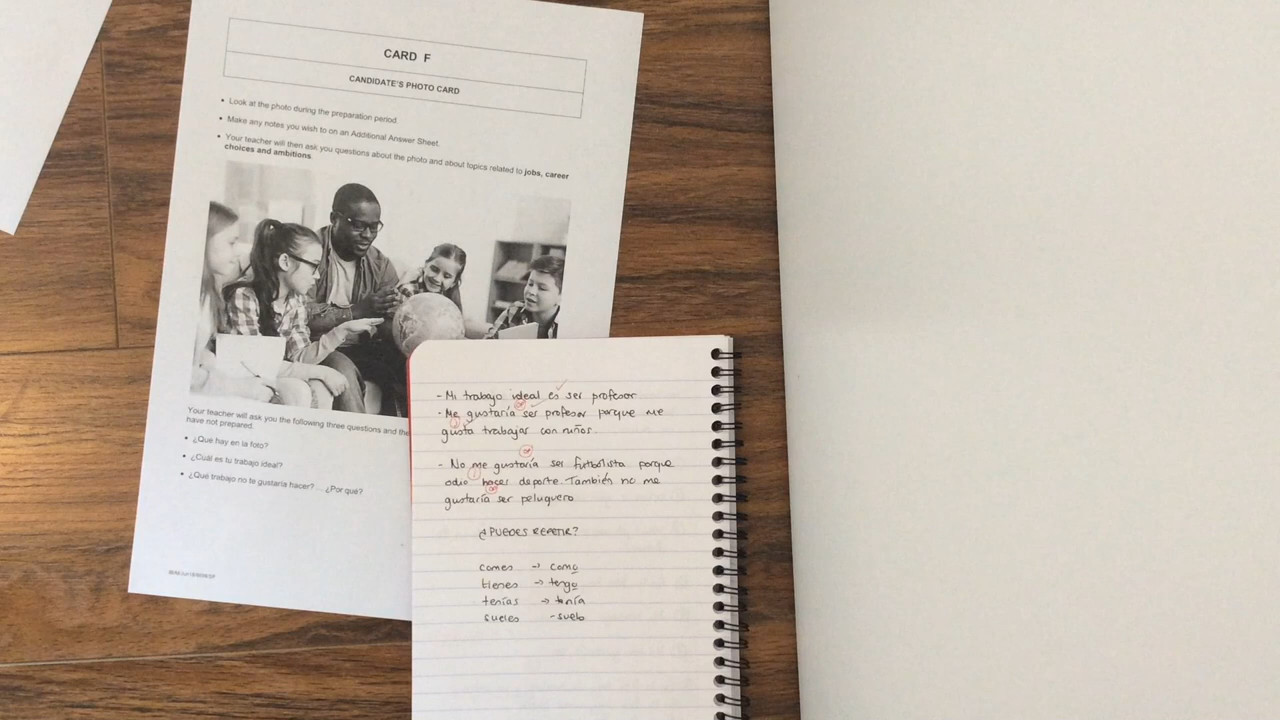 CARD F
CANDIDATE'S PHOTO CARD
• Look at the photo during the preparation period.
• Make any notes you wish to on an Additional Answer Sheet.
• Your teacher will then ask you questions about the photo and about topics related to jobs, career
choices and ambitions.
Your teacher will ask you the following three questions and the
have not prepared.
• ¿Qué hay en la foto?
• ¿Cuál es tu trabajo ideal?
• ¿Qué trabajo no te gustaría hacer? ... ¿Por qué?
- Mi trabajo ideal es ser profesor
- Me gustaría ser profesor porque me
gusta trabajar con niños.
- No me gustaría ser futbolista porque
odio hacer deporte. También no me
gustaría ser peluquero
¿PUEDES REPETIR?
comes -> como
tienes -> tengo
tenías -> tenía
sueles - suelo